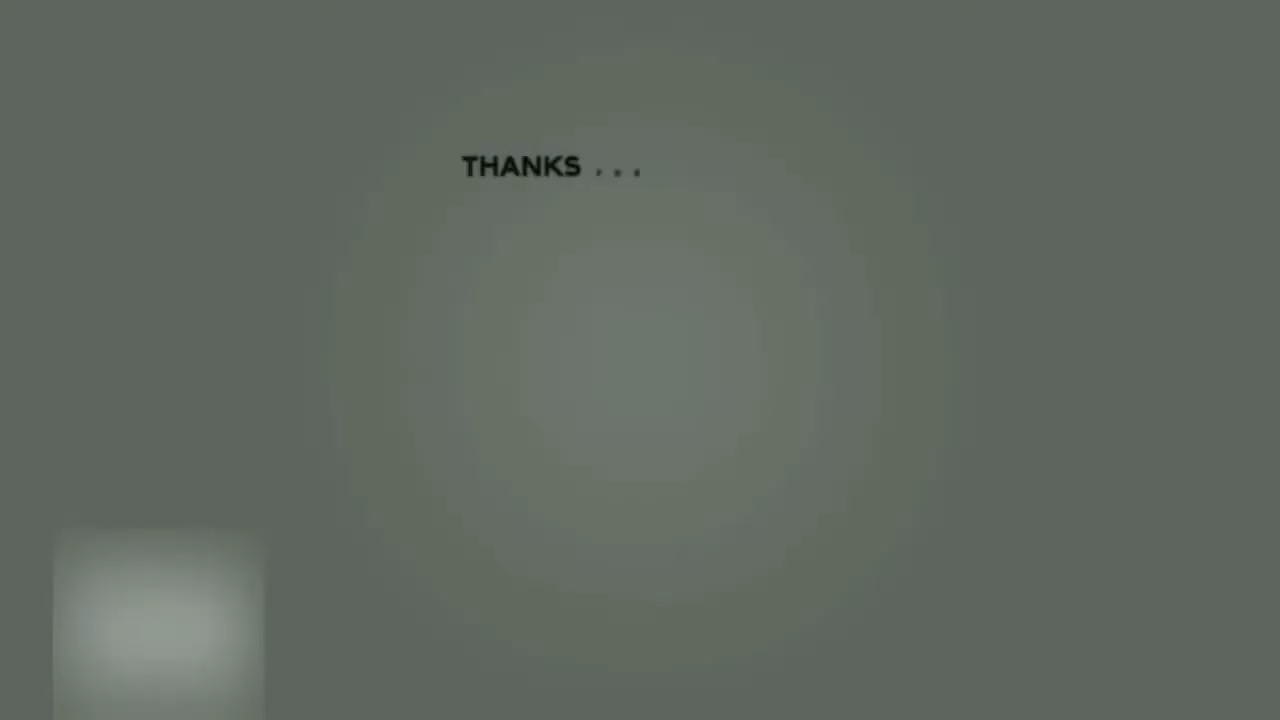 THANKS . . .